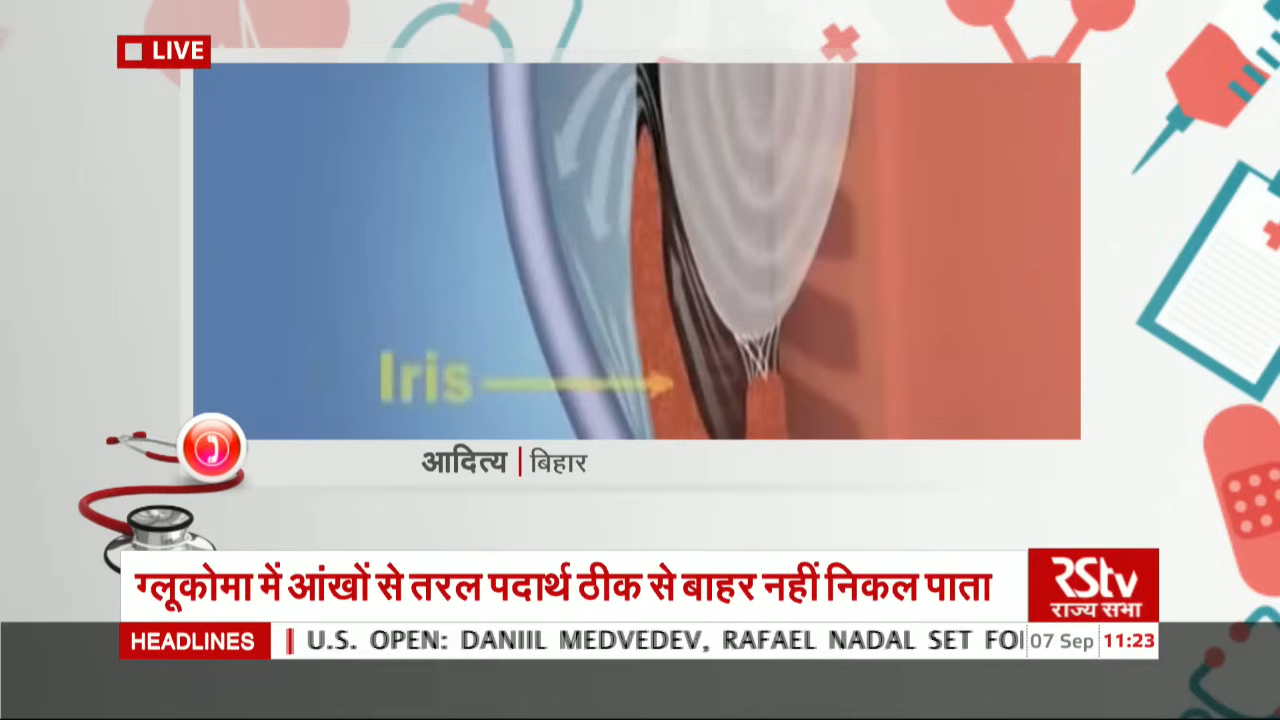 LIVE
Iris
आदित्य | बिहार
ग्लूकोमा में आंखों से तरल पदार्थ ठीक से बाहर नहीं निकल पाता
RStv
राज्य सभा
HEADLINES
U.S. OPEN: DANIIL MEDVEDEV, RAFAEL NADAL SET FO
07 Sep 11:23